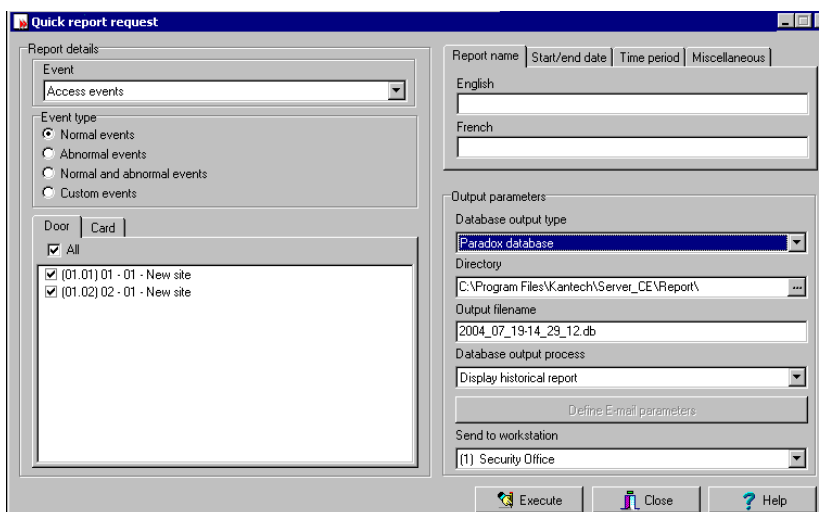 Quick report request
Report details
Event
Access events
Event type
Normal events
Abnormal events
Normal and abnormal events
Custom events
Door Card
All
(01.01) 01 - 01 - New site
(01.02) 02 - 01 - New site
Report name Start/end date Time period Miscellaneous
English
French
Output parameters
Database output type
Paradox database
Directory
C:\Program Files\Kantech\Server_CE\Report\
...
Output filename
2004_07_19-14_29_12.db
Database output process
Display historical report
Define E-mail parameters
Send to workstation
(1) Security Office
Execute Close Help